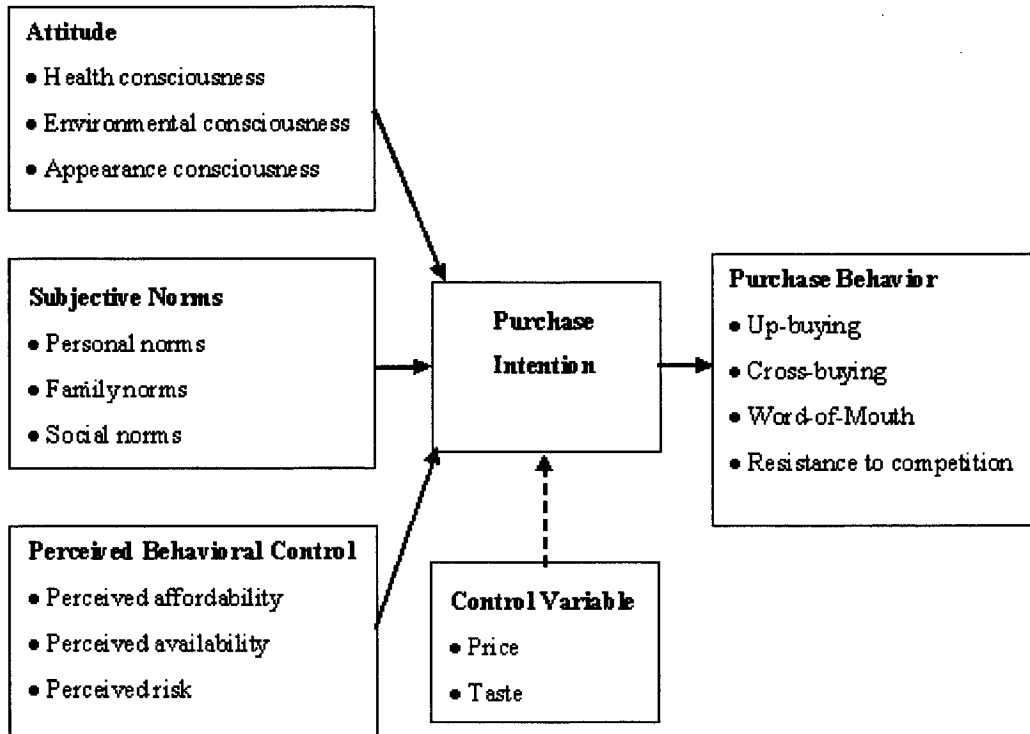 Attitude
● Health consciousness
● Environmental consciousness
● Appearance consciousness
Subjective Norms
● Personal norms
● Family norms
● Social norms
Perceived Behavioral Control
● Perceived affordability
● Perceived availability
● Perceived risk
Purchase
Intention
Control Variable
● Price
● Taste
Purchase Behavior
● Up-buying
● Cross-buying
● Word-of-Mouth
● Resistance to competition